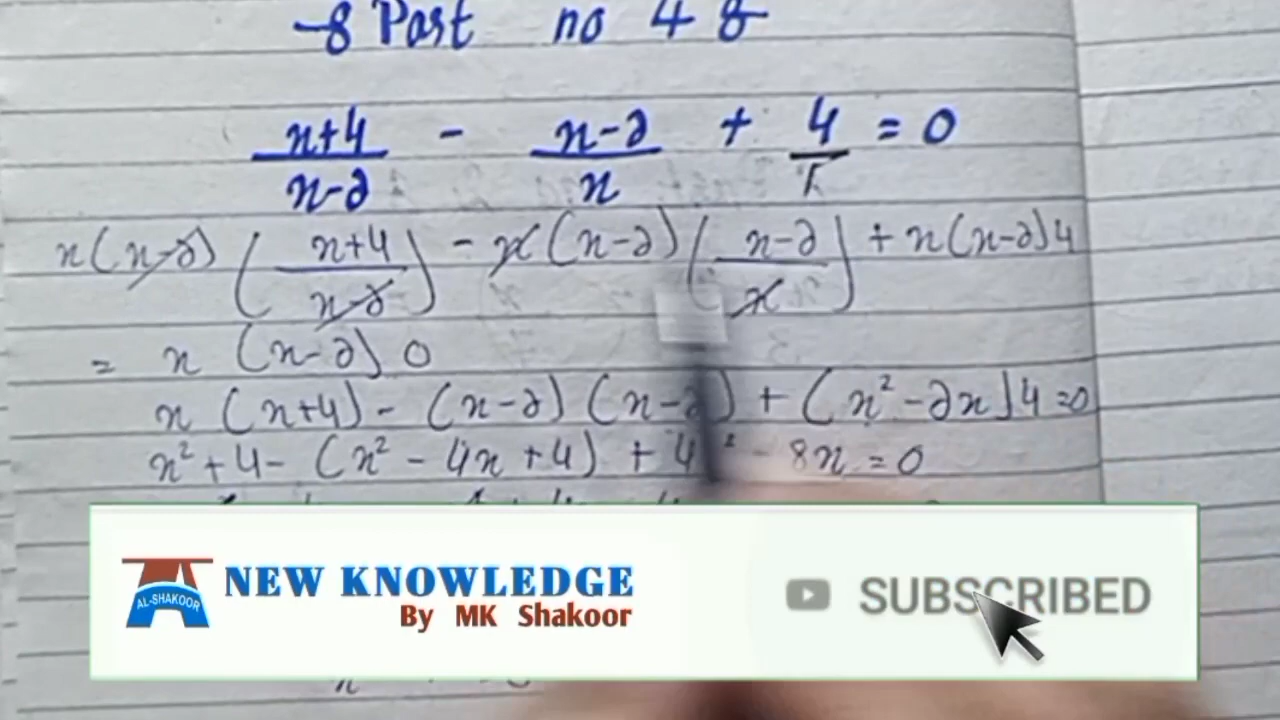 -8 Part no 4 8
x+4/x-2 - x-2/x + 4/1 = 0
x(x-2) (x+4/x-2) - x(x-2)(x-2/x) + x(x-2)4
= x (x-2) 0
x (x+4) - (x-2) (x-2) + (x² - 2x)4 =0
x² + 4 - (x² - 4x + 4) + 4 ² - 8x = 0
NEW KNOWLEDGE
AL-SHAKOOR
By MK Shakoor
SUBSCRIBED